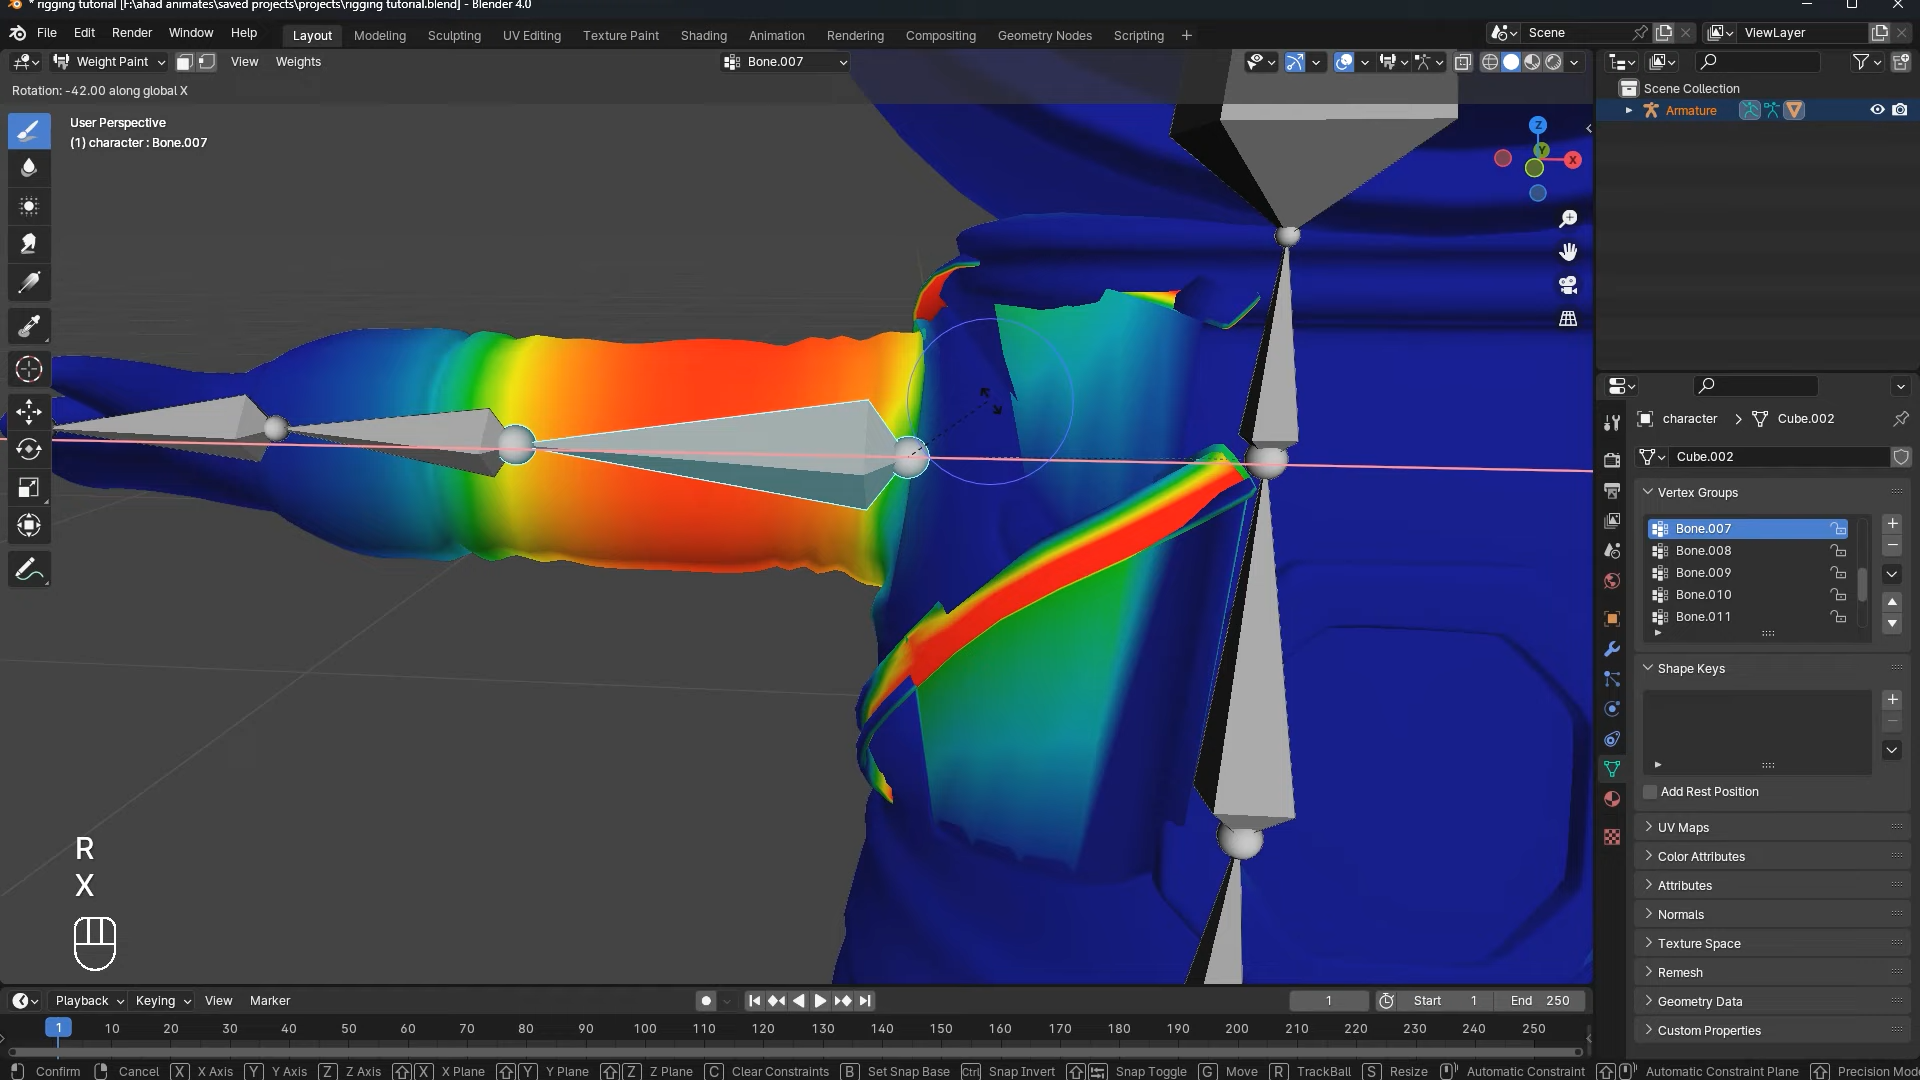 * rigging tutorial [F:\ahad animates\saved projects\projects\rigging tutorial.blend] - Blender 4.0
File Edit Render Window Help Layout Modeling Sculpting UV Editing Texture Paint Shading Animation Rendering Compositing Geometry Nodes Scripting + Scene ViewLayer
Weight Paint View Weights Bone.007
Rotation: -42.00 along global X
User Perspective
(1) character : Bone.007
Z
Y
X
Scene Collection
Armature
character > Cube.002
Cube.002
Vertex Groups
Bone.007
Bone.008
Bone.009
Bone.010
Bone.011
Shape Keys
Add Rest Position
UV Maps
Color Attributes
Attributes
Normals
Texture Space
Remesh
Geometry Data
Custom Properties
R
X
Playback Keying View Marker 1 Start 1 End 250
1 10 20 30 40 50 60 70 80 90 100 110 120 130 140 150 160 170 180 190 200 210 220 230 240 250
Confirm Cancel X X Axis Y Y Axis Z Z Axis X X Plane Y Y Plane Z Z Plane C Clear Constraints B Set Snap Base Ctrl Snap Invert Snap Toggle G Move R TrackBall S Resize Automatic Constraint Automatic Constraint Plane Precision Mod